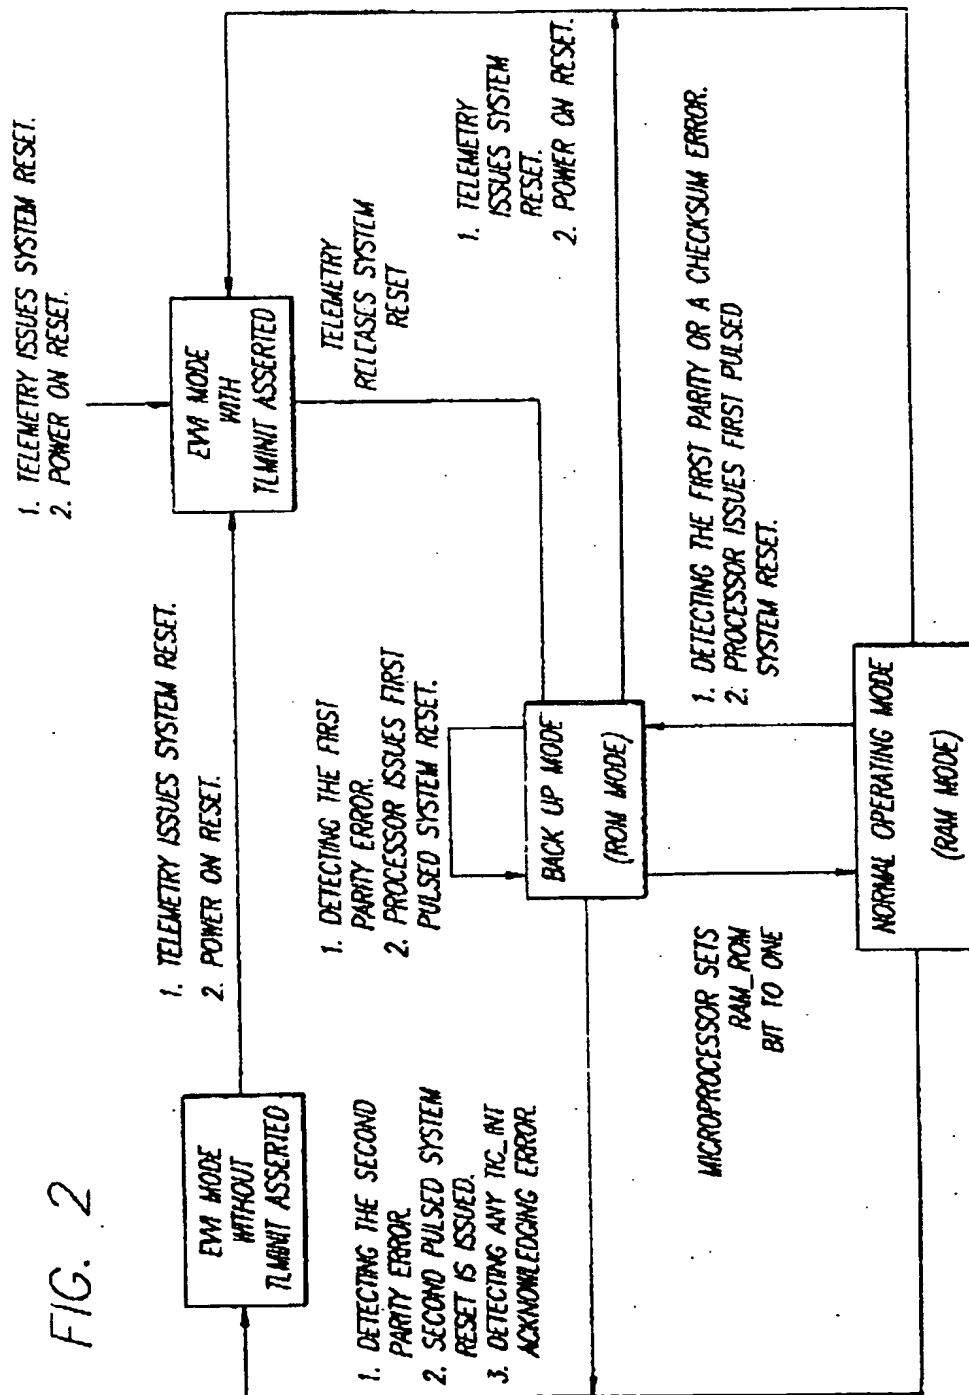 FIG. 2
1. TELEMETRY ISSUES SYSTEM RESET.
2. POWER ON RESET.
EVVI MODE
WITHOUT
TLMINIT ASSERTED
1. TELEMETRY ISSUES SYSTEM RESET.
2. POWER ON RESET.
EVVI MODE
WITH
TLMINIT ASSERTED
1. DETECTING THE SECOND
PARITY ERROR.
2. SECOND PULSED SYSTEM
RESET IS ISSUED.
3. DETECTING ANY TIC_INT
ACKNOWLEDGING ERROR.
1. DETECTING THE FIRST
PARITY ERROR.
2. PROCESSOR ISSUES FIRST
PULSED SYSTEM RESET.
TELEMETRY
RELEASES SYSTEM
RESET
1. TELEMETRY
ISSUES SYSTEM
RESET.
2. POWER ON RESET.
BACK UP MODE
(ROM MODE)
MICROPROCESSOR SETS
RAM_ROM
BIT TO ONE
1. DETECTING THE FIRST PARITY OR A CHECKSUM ERROR.
2. PROCESSOR ISSUES FIRST PULSED
SYSTEM RESET.
NORMAL OPERATING MODE
(RAM MODE)